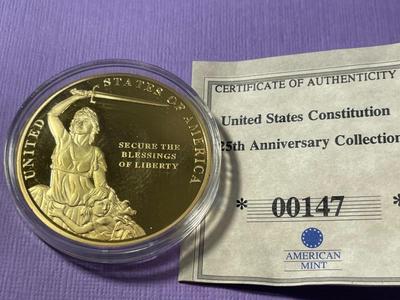 UNITED STATES OF AMERICA
SECURE THE
BLESSINGS
OF LIBERTY
CERTIFICATE OF AUTHENTICITY
United States Constitution
25th Anniversary Collection
* 00147 *
AMERICAN
MINT